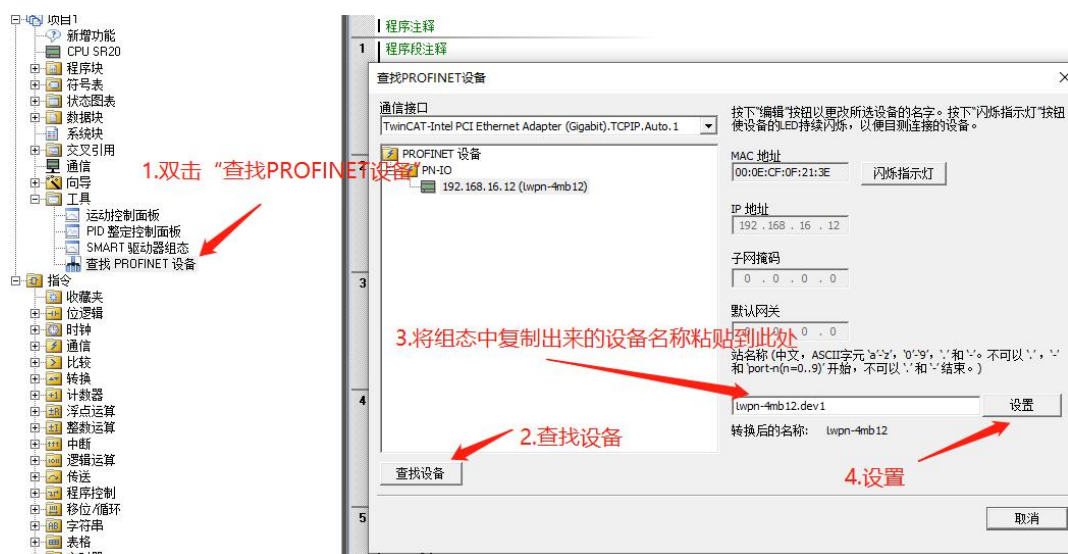 项目1
新增功能
CPU SR20
程序块
符号表
状态图表
数据块
系统块
交叉引用
通信
向导
工具
运动控制面板
PID 整定控制面板
SMART 驱动器组态
查找 PROFINET 设备
指令
收藏夹
位逻辑
时钟
通信
比较
转换
计数器
浮点运算
整数运算
中断
逻辑运算
传送
程序控制
移位/循环
字符串
表格
1.双击“查找PROFINET设备”
程序注释
1
程序段注释
2
3
4
5
查找PROFINET设备
通信接口
TwinCAT-Intel PCI Ethernet Adapter (Gigabit).TCPIP.Auto.1
PROFINET 设备
PN-IO
192.168.16.12 (lwpn-4mb12)
按下"编辑"按钮以更改所选设备的名字。按下"闪烁指示灯"按钮
使设备的LED持续闪烁，以便目测连接的设备。
MAC 地址
00:0E:CF:0F:21:3E
闪烁指示灯
IP 地址
192 . 168 . 16 . 12
子网掩码
0 . 0 . 0 . 0
默认网关
0 . 0 . 0 . 0
3.将组态中复制出来的设备名称粘贴到此处
站名称 (中文，ASCII字元 'a'-'z'，'0'-'9'，'.' 和 '-'。不可以 '.'，'-'
和 'port-n(n=0..9)' 开始，不可以 '.' 和 '-' 结束。)
lwpn-4mb12.dev1
设置
转换后的名称: lwpn-4mb12
2.查找设备
4.设置
查找设备
取消